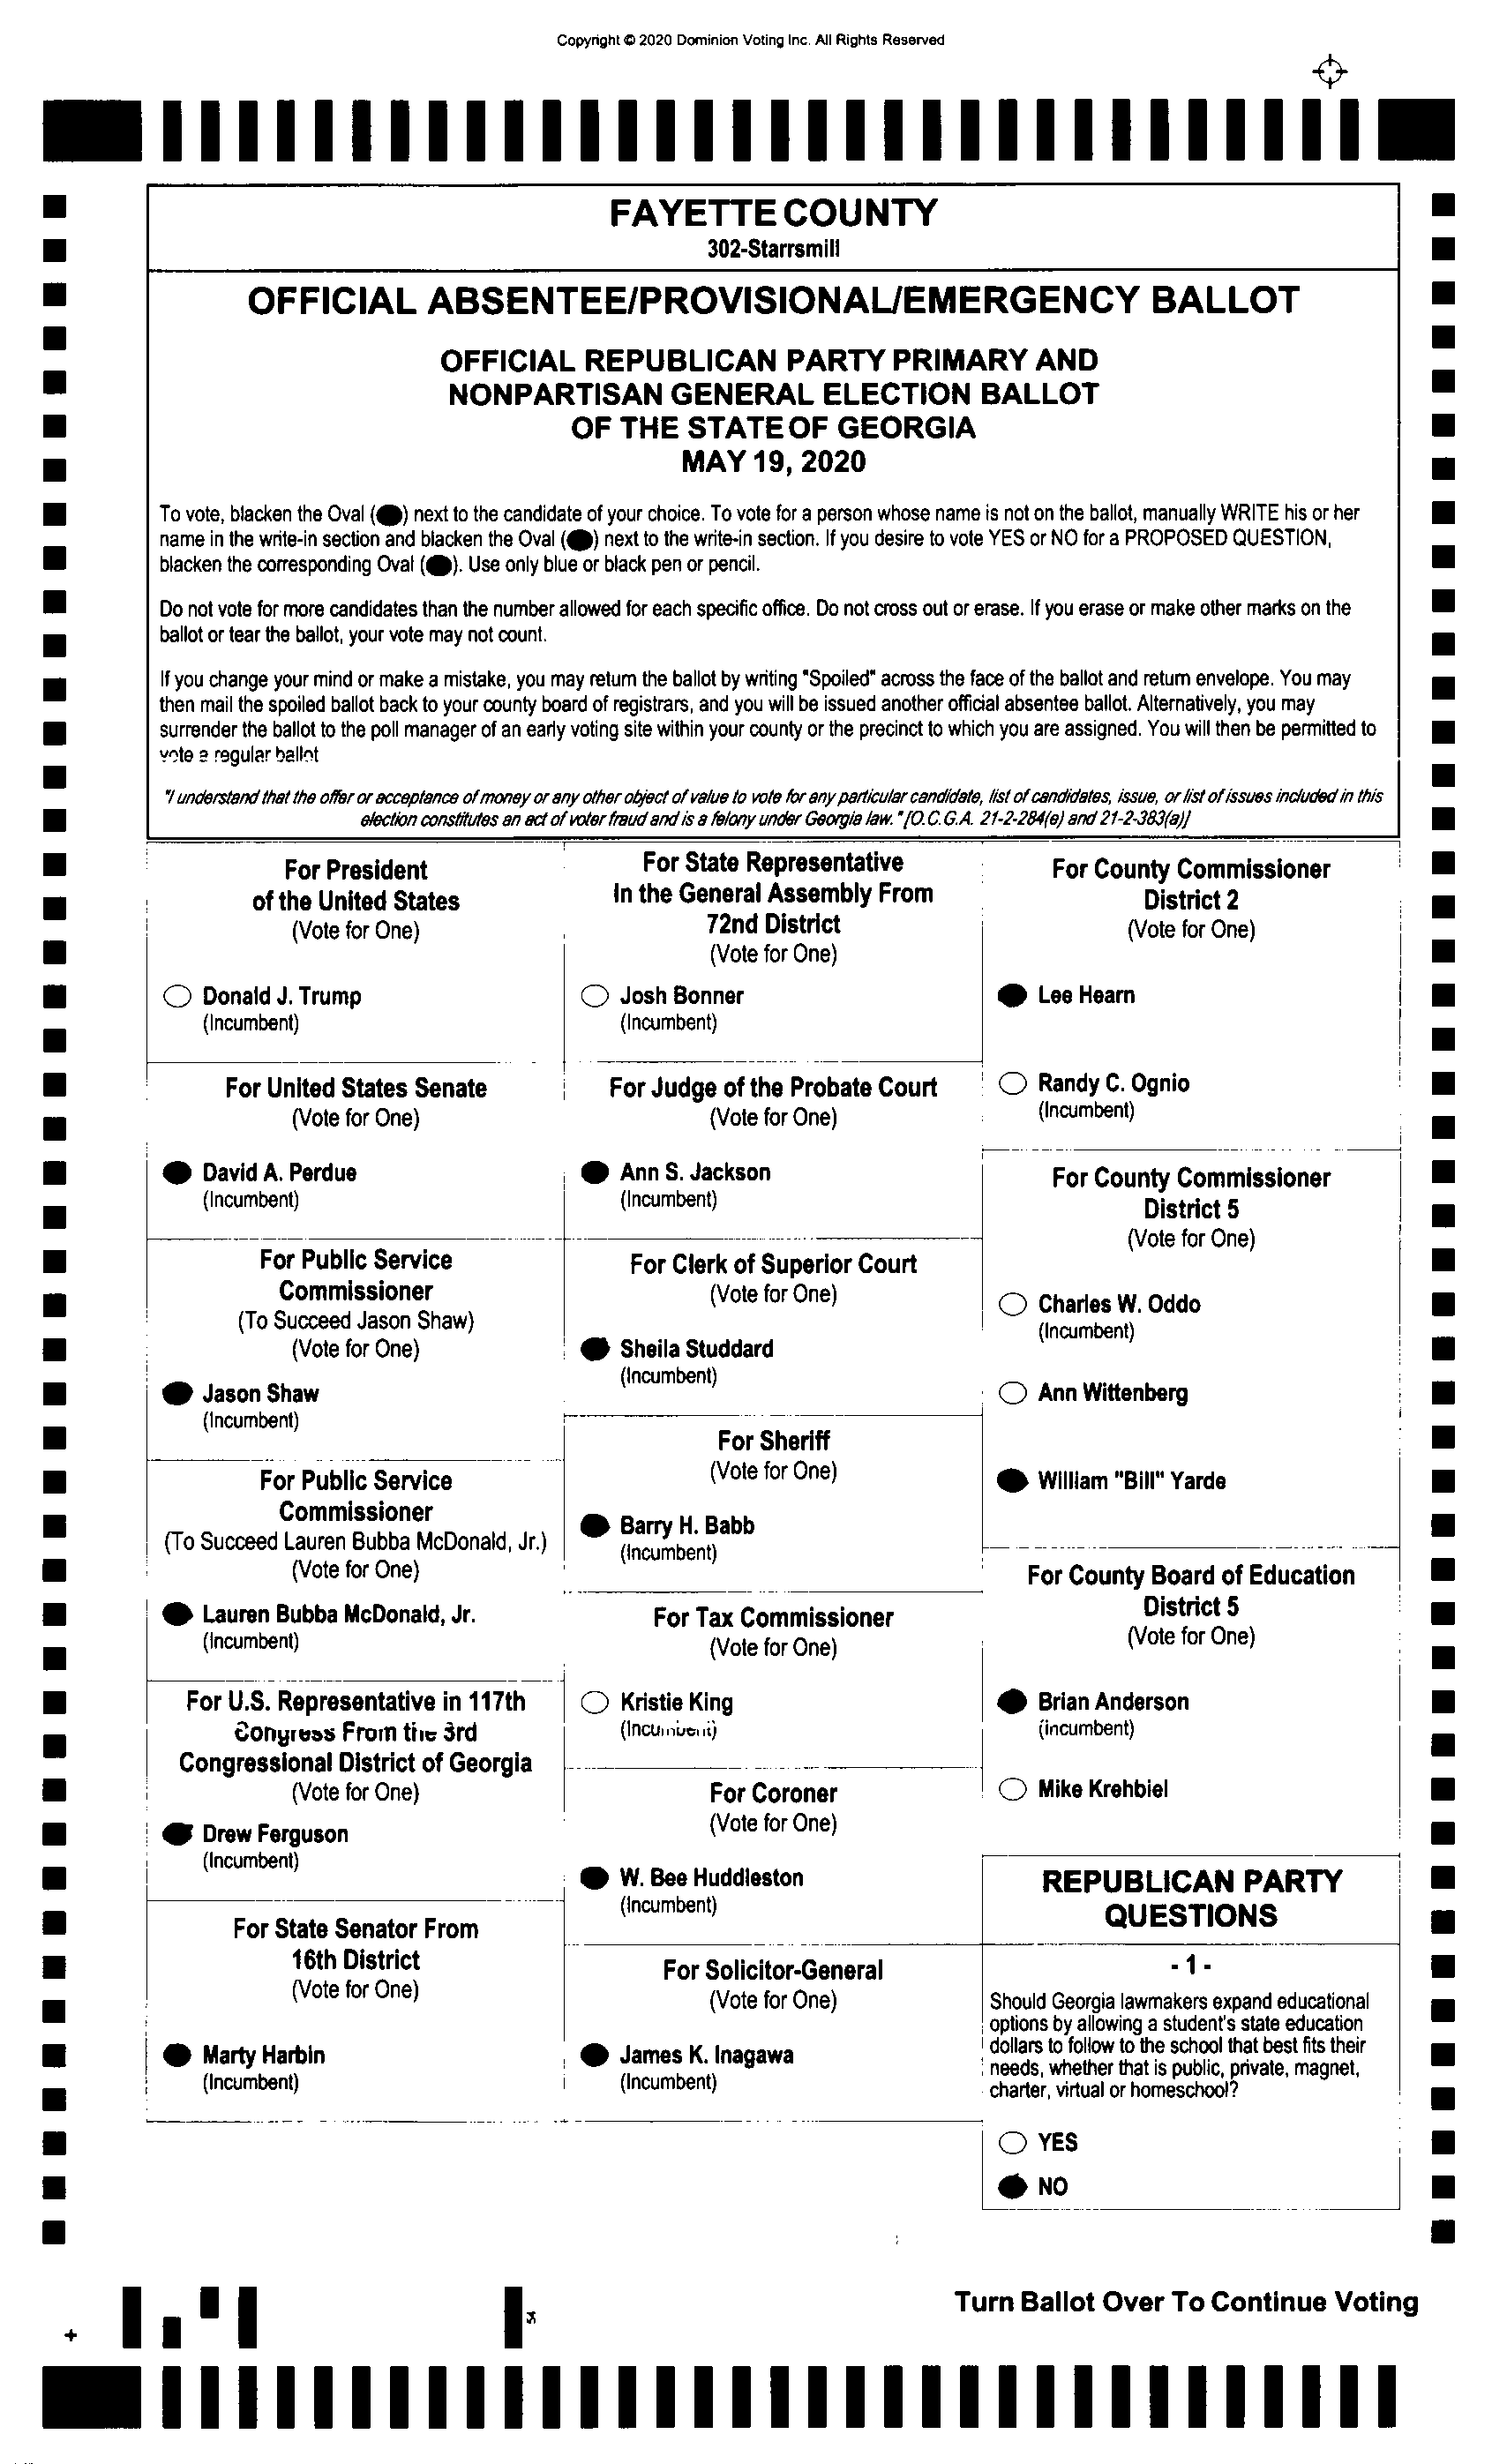 Copyright © 2020 Dominion Voting Inc. All Rights Reserved
FAYETTE COUNTY
302-Starrsmill
OFFICIAL ABSENTEE/PROVISIONAL/EMERGENCY BALLOT
OFFICIAL REPUBLICAN PARTY PRIMARY AND
NONPARTISAN GENERAL ELECTION BALLOT
OF THE STATE OF GEORGIA
MAY 19, 2020
To vote, blacken the Oval (●) next to the candidate of your choice. To vote for a person whose name is not on the ballot, manually WRITE his or her
name in the write-in section and blacken the Oval (●) next to the write-in section. If you desire to vote YES or NO for a PROPOSED QUESTION,
blacken the corresponding Oval (●). Use only blue or black pen or pencil.
Do not vote for more candidates than the number allowed for each specific office. Do not cross out or erase. If you erase or make other marks on the
ballot or tear the ballot, your vote may not count.
If you change your mind or make a mistake, you may return the ballot by writing "Spoiled" across the face of the ballot and return envelope. You may
then mail the spoiled ballot back to your county board of registrars, and you will be issued another official absentee ballot. Alternatively, you may
surrender the ballot to the poll manager of an early voting site within your county or the precinct to which you are assigned. You will then be permitted to
vote a regular ballot
"I understand that the offer or acceptance of money or any other object of value to vote for any particular candidate, list of candidates, issue, or list of issues included in this
election constitutes an act of voter fraud and is a felony under Georgia law. "[O.C.G.A. 21-2-284(e) and 21-2-383(a)]
For President
of the United States
(Vote for One)
Donald J. Trump
(Incumbent)
For United States Senate
(Vote for One)
David A. Perdue
(Incumbent)
For Public Service
Commissioner
(To Succeed Jason Shaw)
(Vote for One)
Jason Shaw
(Incumbent)
For Public Service
Commissioner
(To Succeed Lauren Bubba McDonald, Jr.)
(Vote for One)
Lauren Bubba McDonald, Jr.
(Incumbent)
For U.S. Representative in 117th
Congress From the 3rd
Congressional District of Georgia
(Vote for One)
Drew Ferguson
(Incumbent)
For State Senator From
16th District
(Vote for One)
Marty Harbin
(Incumbent)
For State Representative
In the General Assembly From
72nd District
(Vote for One)
Josh Bonner
(Incumbent)
For Judge of the Probate Court
(Vote for One)
Ann S. Jackson
(Incumbent)
For Clerk of Superior Court
(Vote for One)
Sheila Studdard
(Incumbent)
For Sheriff
(Vote for One)
Barry H. Babb
(Incumbent)
For Tax Commissioner
(Vote for One)
Kristie King
(Incumbent)
For Coroner
(Vote for One)
W. Bee Huddleston
(Incumbent)
For Solicitor-General
(Vote for One)
James K. Inagawa
(Incumbent)
For County Commissioner
District 2
(Vote for One)
Lee Hearn
Randy C. Ognio
(Incumbent)
For County Commissioner
District 5
(Vote for One)
Charles W. Oddo
(Incumbent)
Ann Wittenberg
William "Bill" Yarde
For County Board of Education
District 5
(Vote for One)
Brian Anderson
(Incumbent)
Mike Krehbiel
REPUBLICAN PARTY
QUESTIONS
- 1 -
Should Georgia lawmakers expand educational
options by allowing a student's state education
dollars to follow to the school that best fits their
needs, whether that is public, private, magnet,
charter, virtual or homeschool?
YES
NO
Turn Ballot Over To Continue Voting